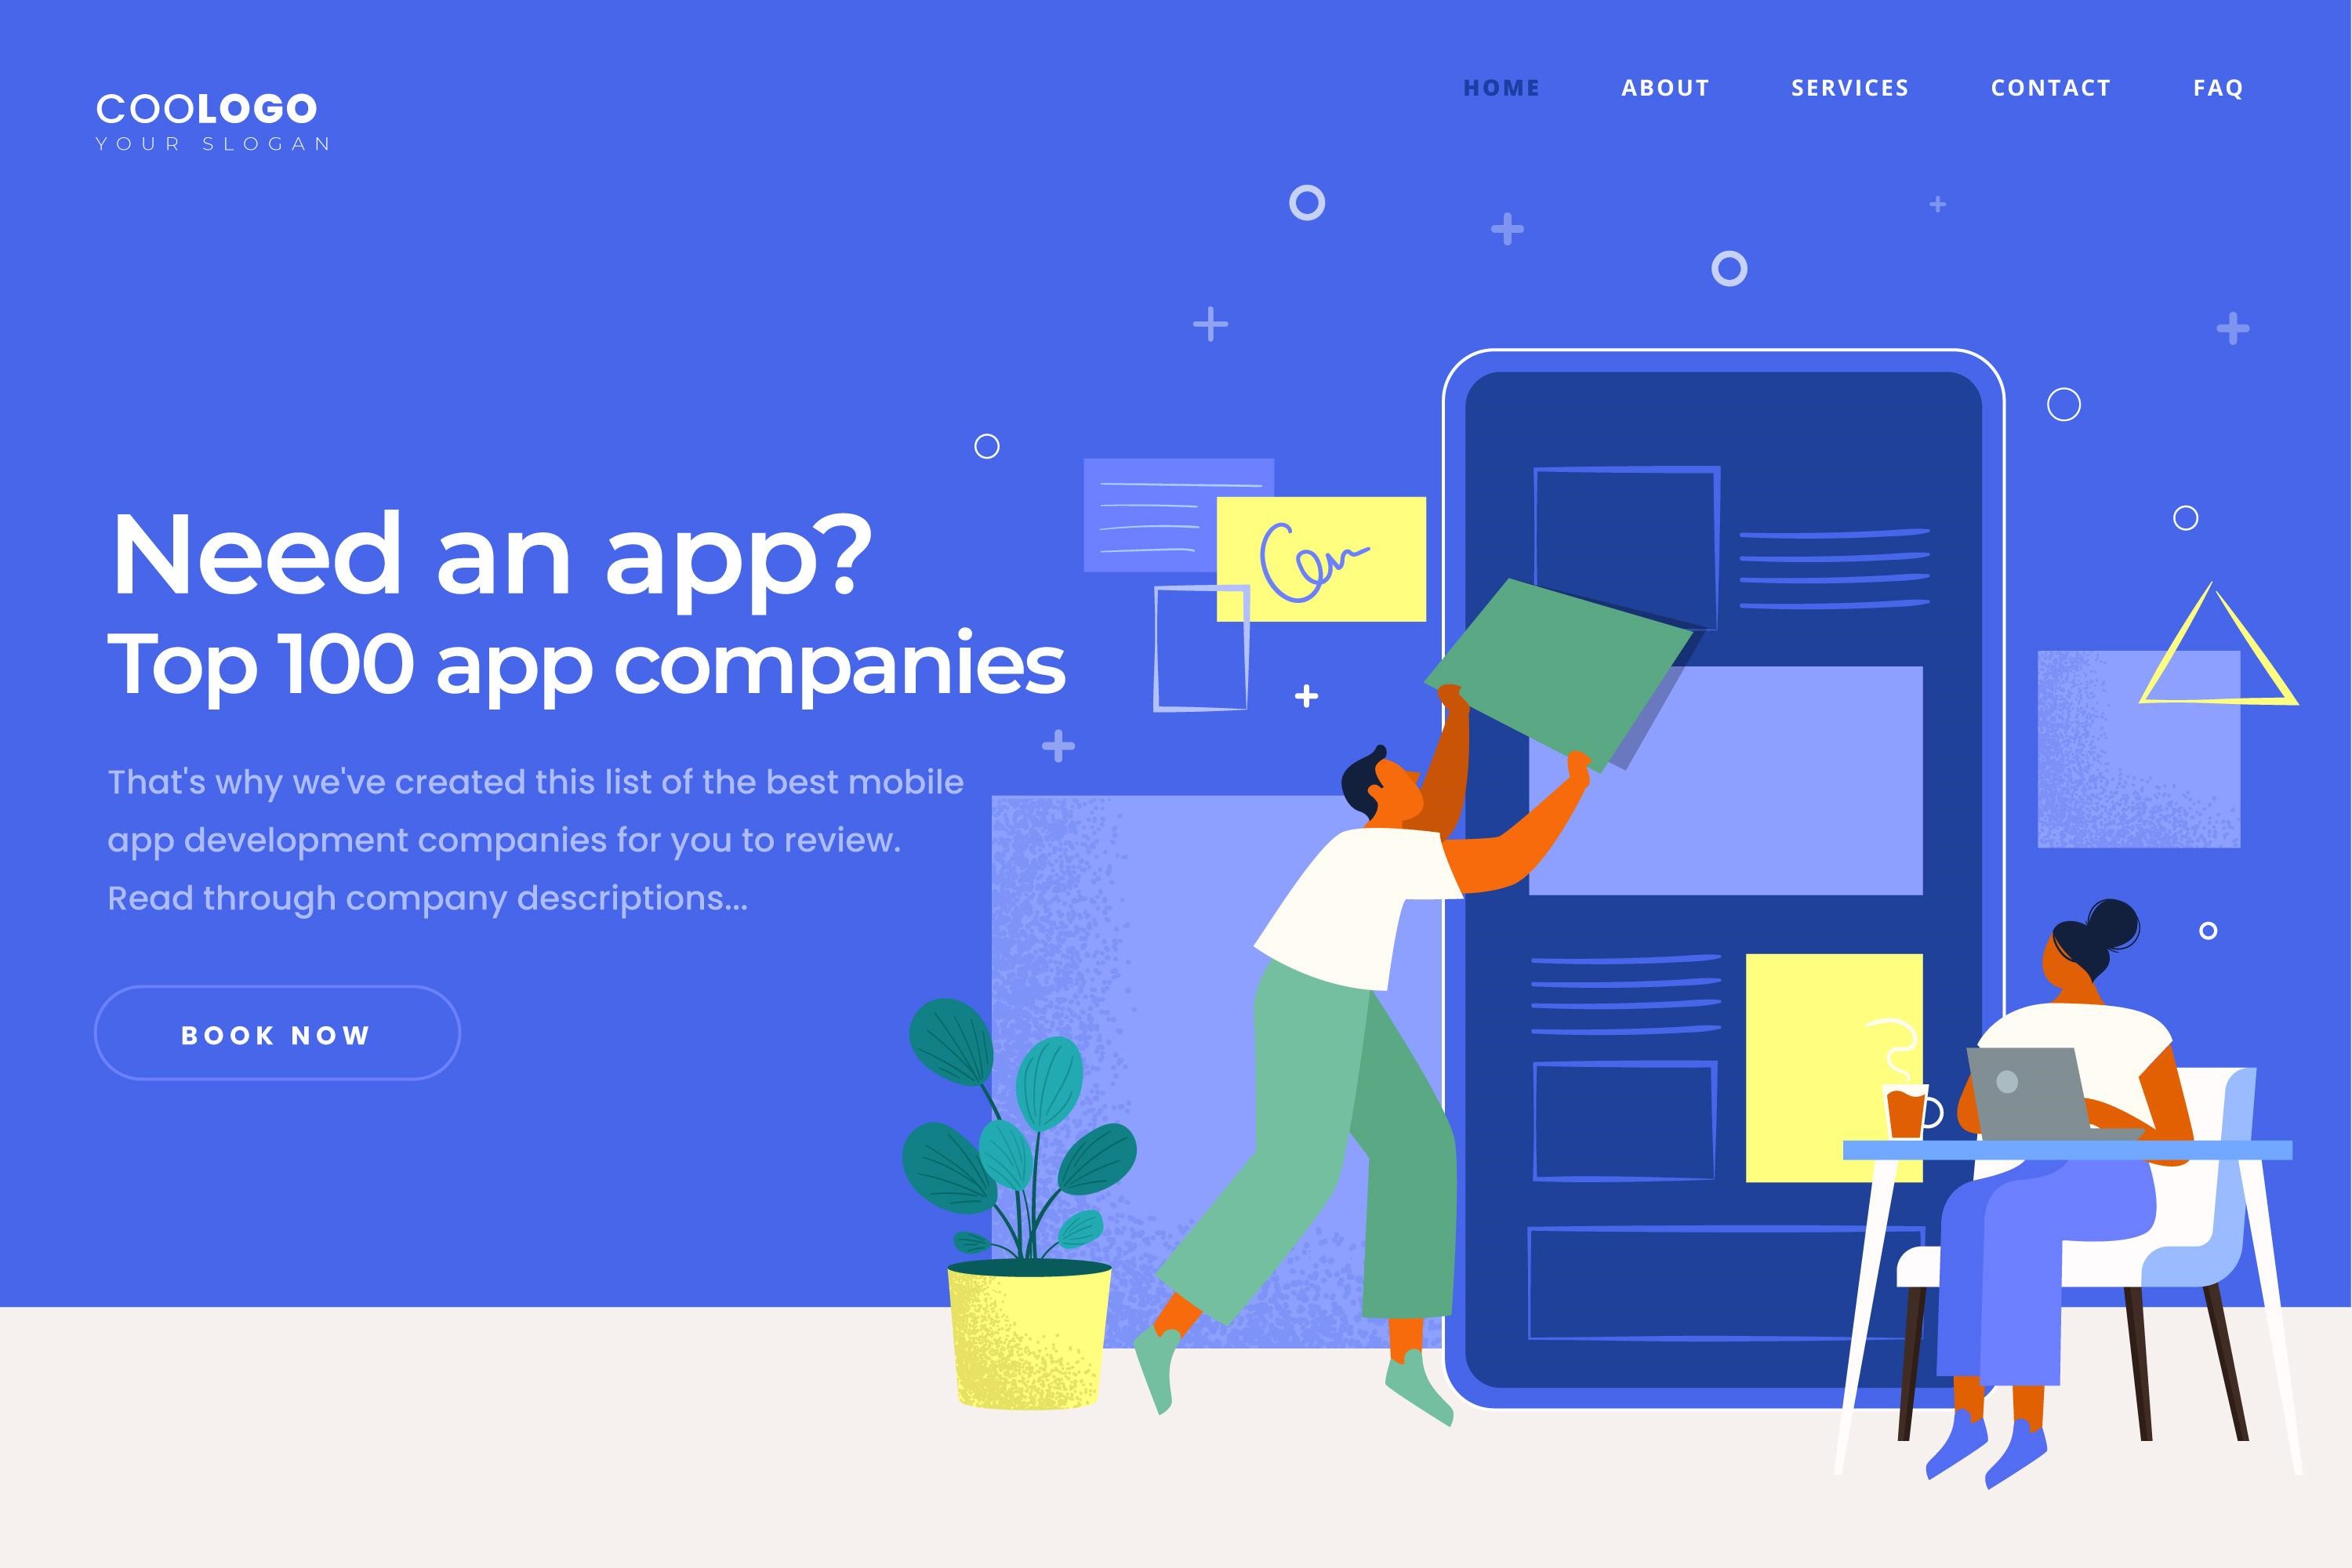 COOLOGO
YOUR SLOGAN
HOME ABOUT SERVICES CONTACT FAQ
Need an app?
Top 100 app companies
That's why we've created this list of the best mobile
app development companies for you to review.
Read through company descriptions...
BOOK NOW